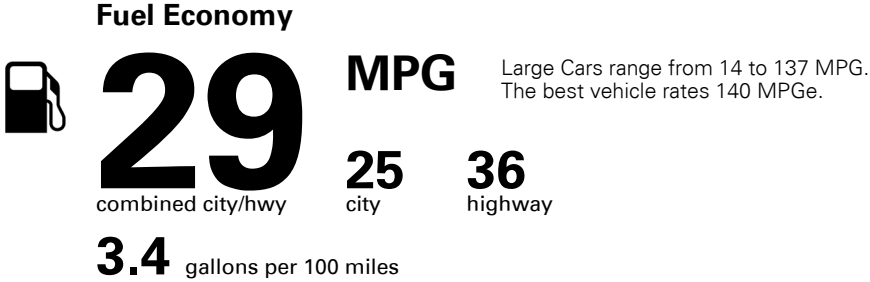 Fuel Economy
29
MPG
Large Cars range from 14 to 137 MPG.
The best vehicle rates 140 MPGe.
25
36
combined city/hwy
city
highway
3.4 gallons per 100 miles